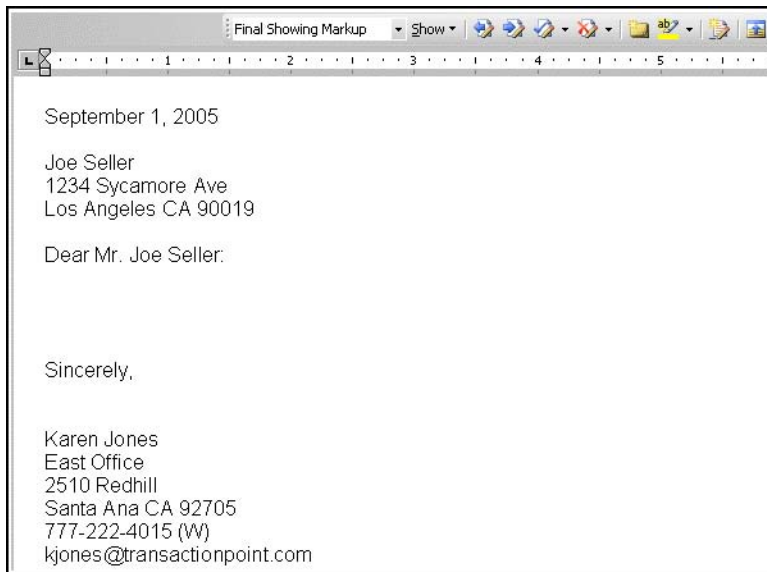 Final Showing Markup Show
1 2 3 4 5
September 1, 2005
Joe Seller
1234 Sycamore Ave
Los Angeles CA 90019
Dear Mr. Joe Seller:
Sincerely,
Karen Jones
East Office
2510 Redhill
Santa Ana CA 92705
777-222-4015 (W)
kjones@transactionpoint.com